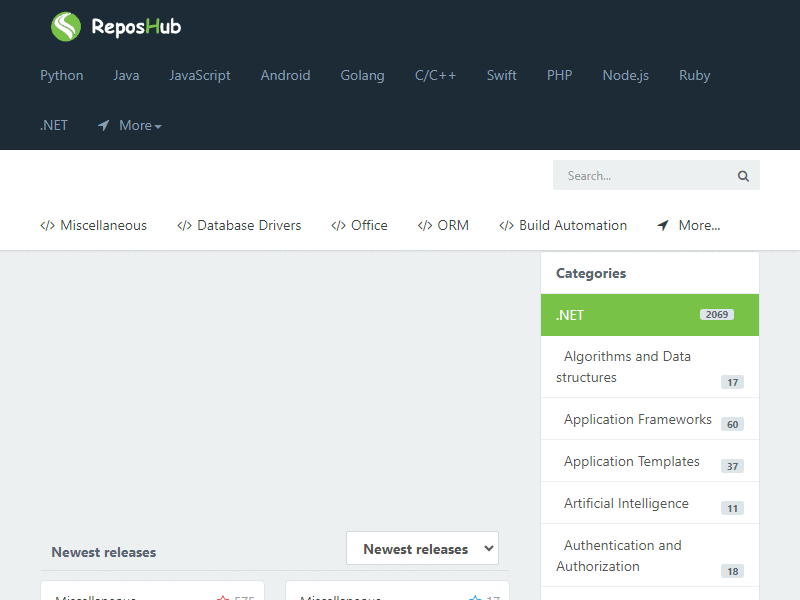 ReposHub
Python Java JavaScript Android Golang C/C++ Swift PHP Node.js Ruby
.NET More
Search...
</> Miscellaneous </> Database Drivers </> Office </> ORM </> Build Automation More...
Categories
.NET 2069
Algorithms and Data
structures 17
Application Frameworks 60
Application Templates 37
Artificial Intelligence 11
Authentication and
Authorization 18
Newest releases Newest releases
Miscellaneous 575 Miscellaneous 17